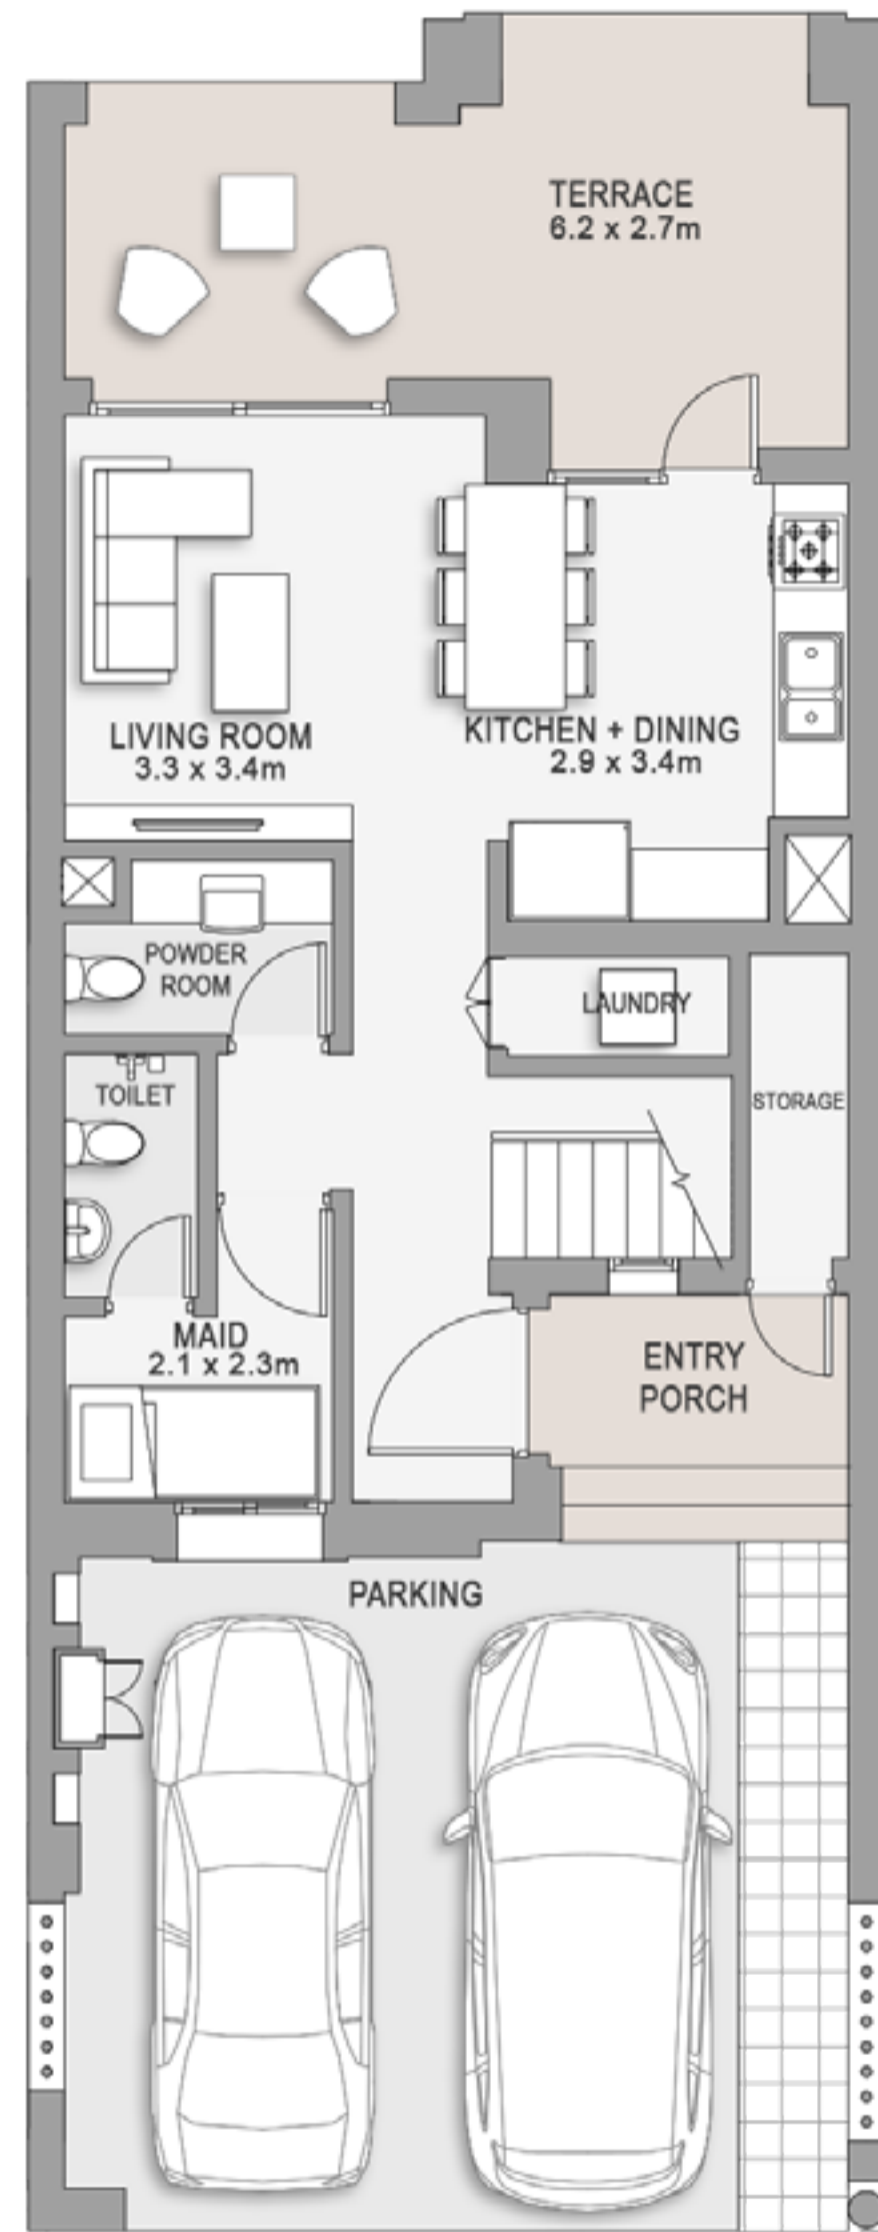 TERRACE
6.2 x 2.7m
LIVING ROOM
3.3 x 3.4m
KITCHEN + DINING
2.9 x 3.4m
POWDER
ROOM
LAUNDRY
TOILET
STORAGE
MAID
2.1 x 2.3m
ENTRY
PORCH
PARKING